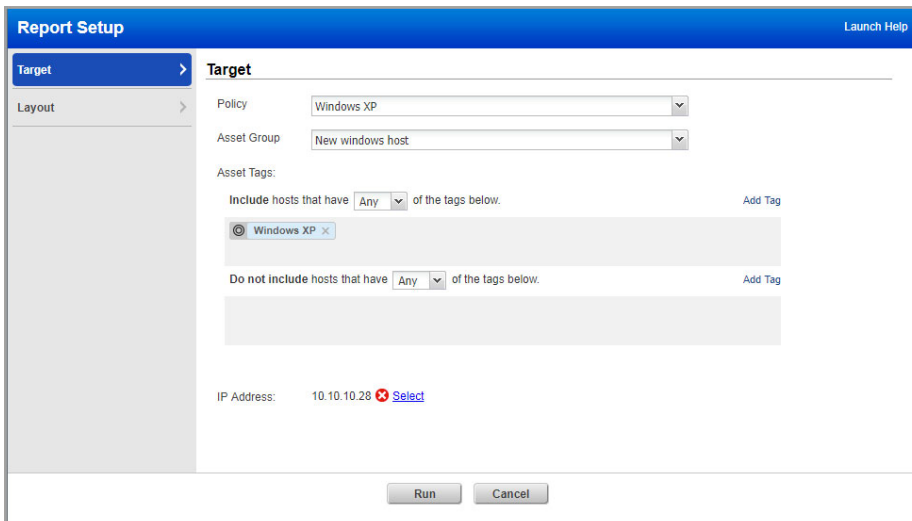 Report Setup
Launch Help
Target
Layout
Target
Policy
Windows XP
Asset Group
New windows host
Asset Tags:
Include hosts that have Any of the tags below.
Add Tag
Windows XP ×
Do not include hosts that have Any of the tags below.
Add Tag
IP Address: 10.10.10.28 Select
Run
Cancel